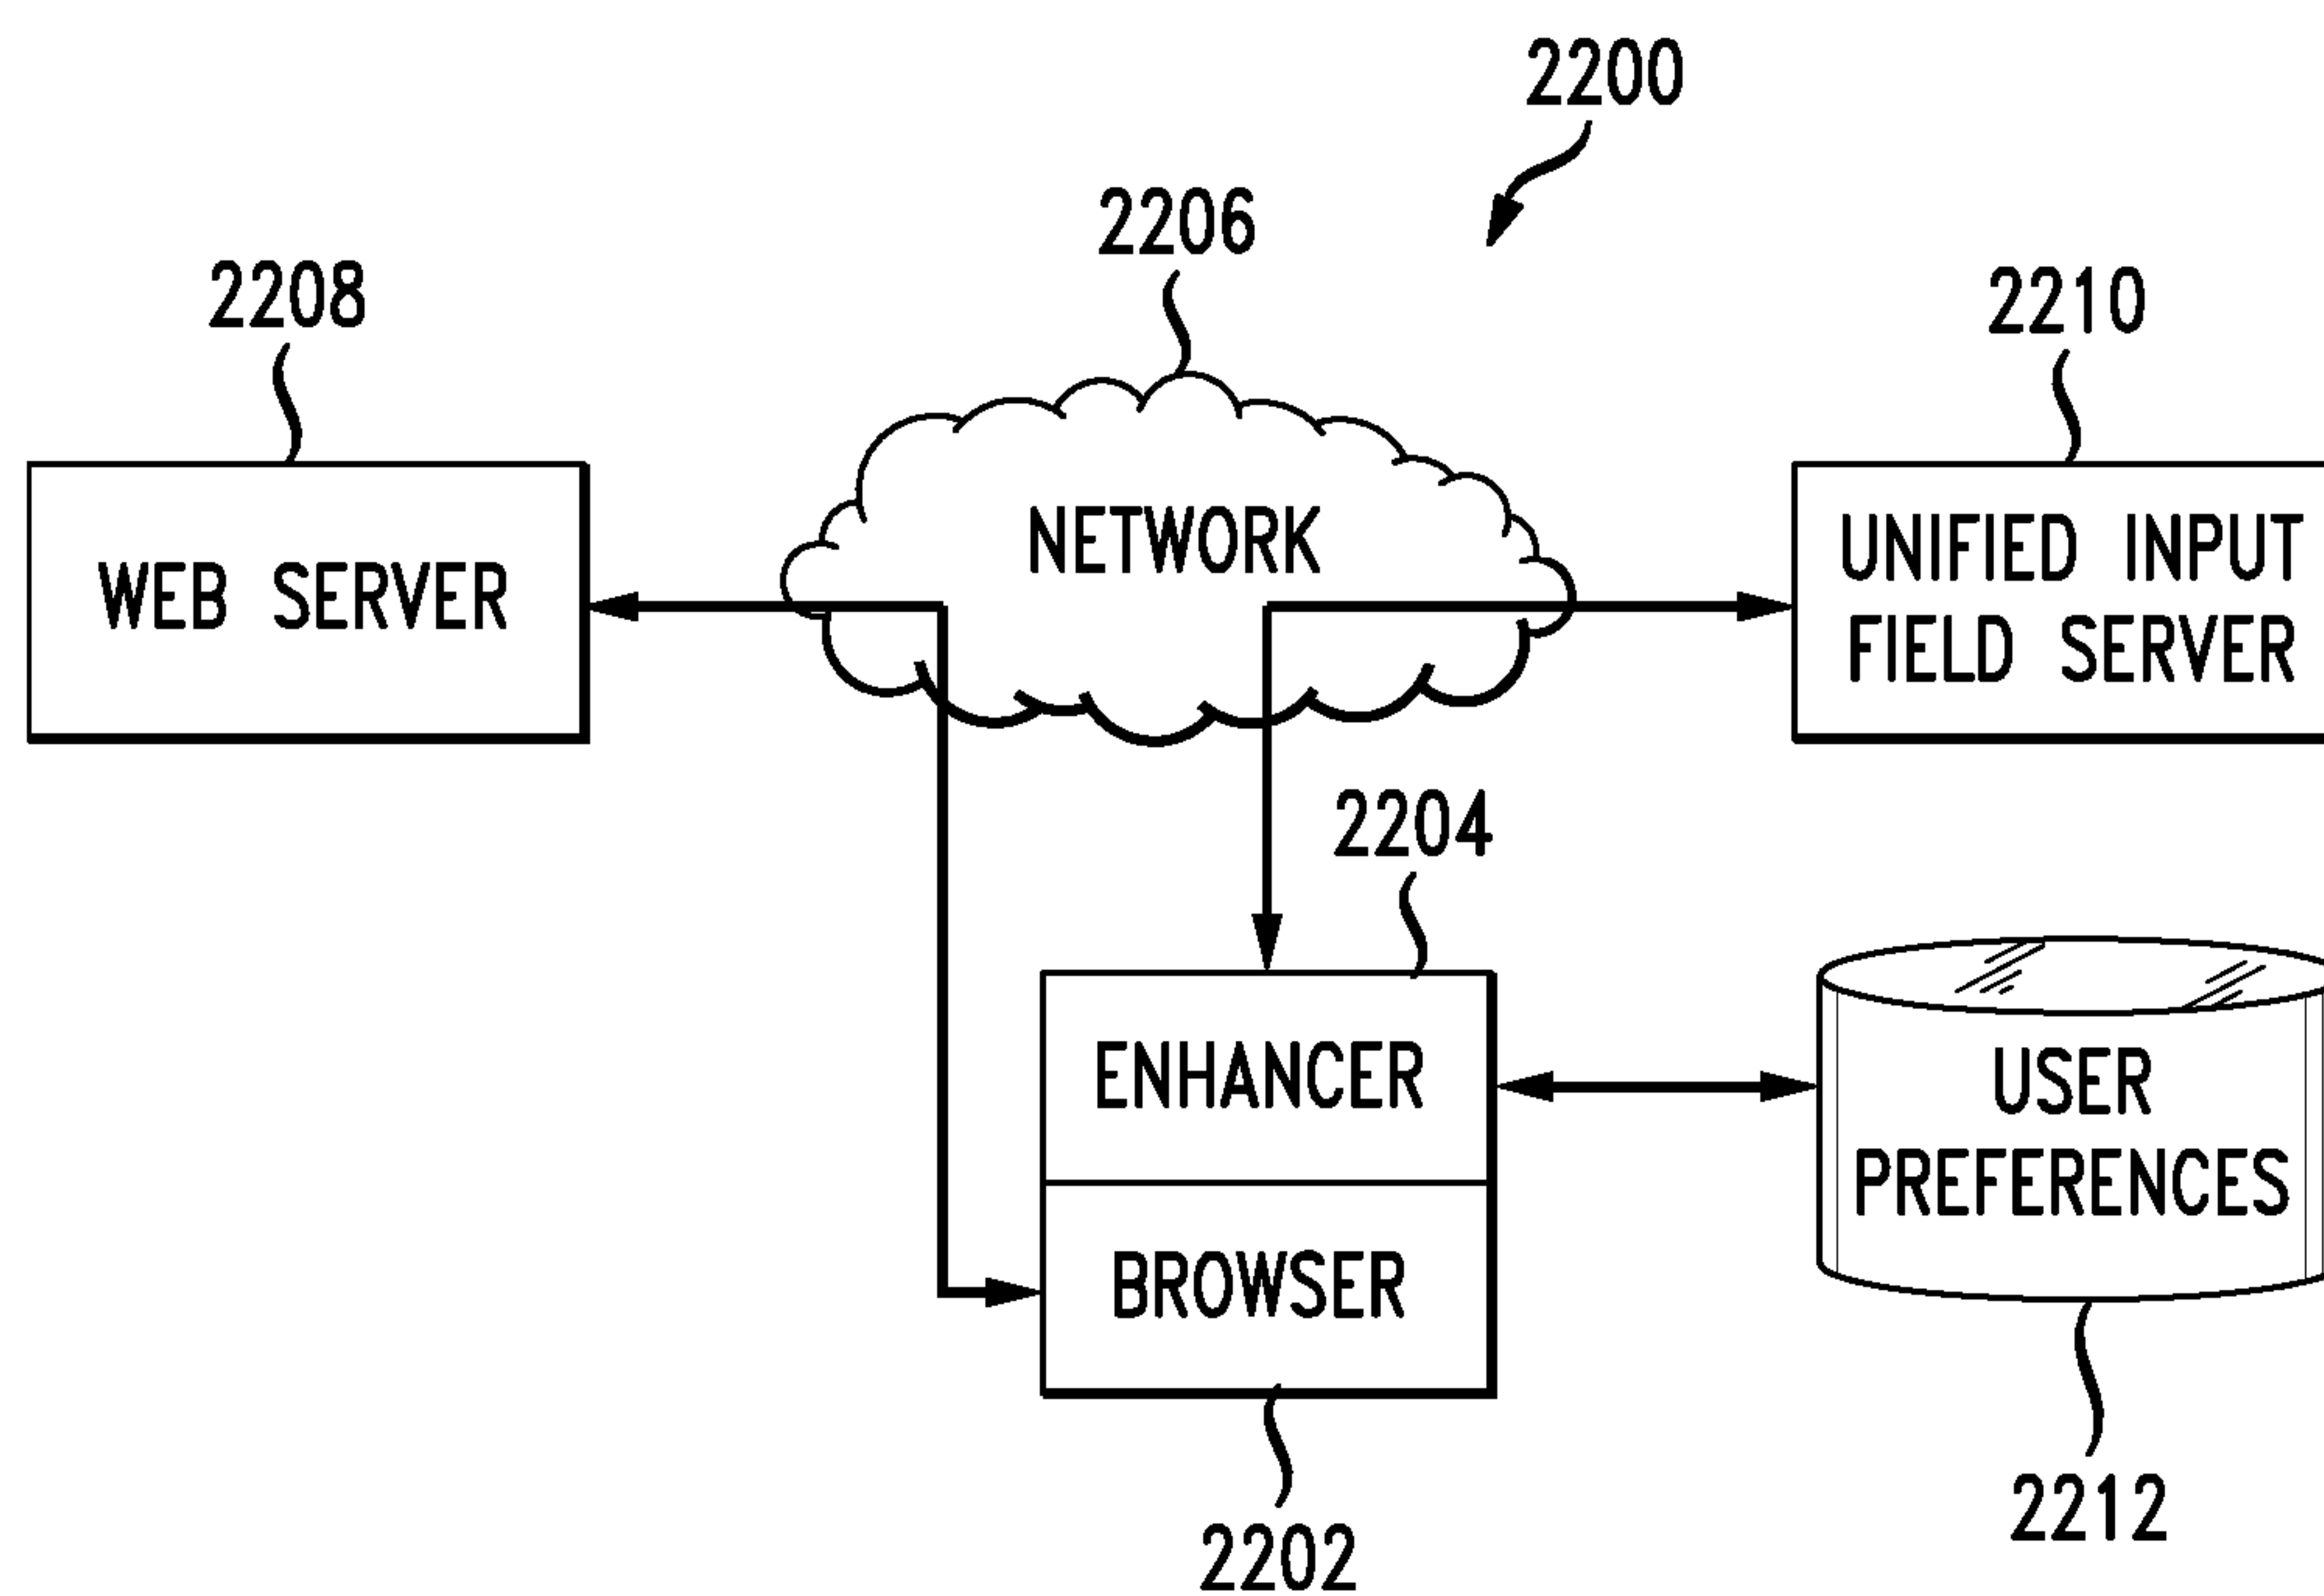 2200
2206
2208
2210
NETWORK
WEB SERVER
UNIFIED INPUT
FIELD SERVER
2204
ENHANCER
USER
PREFERENCES
BROWSER
2212
2202